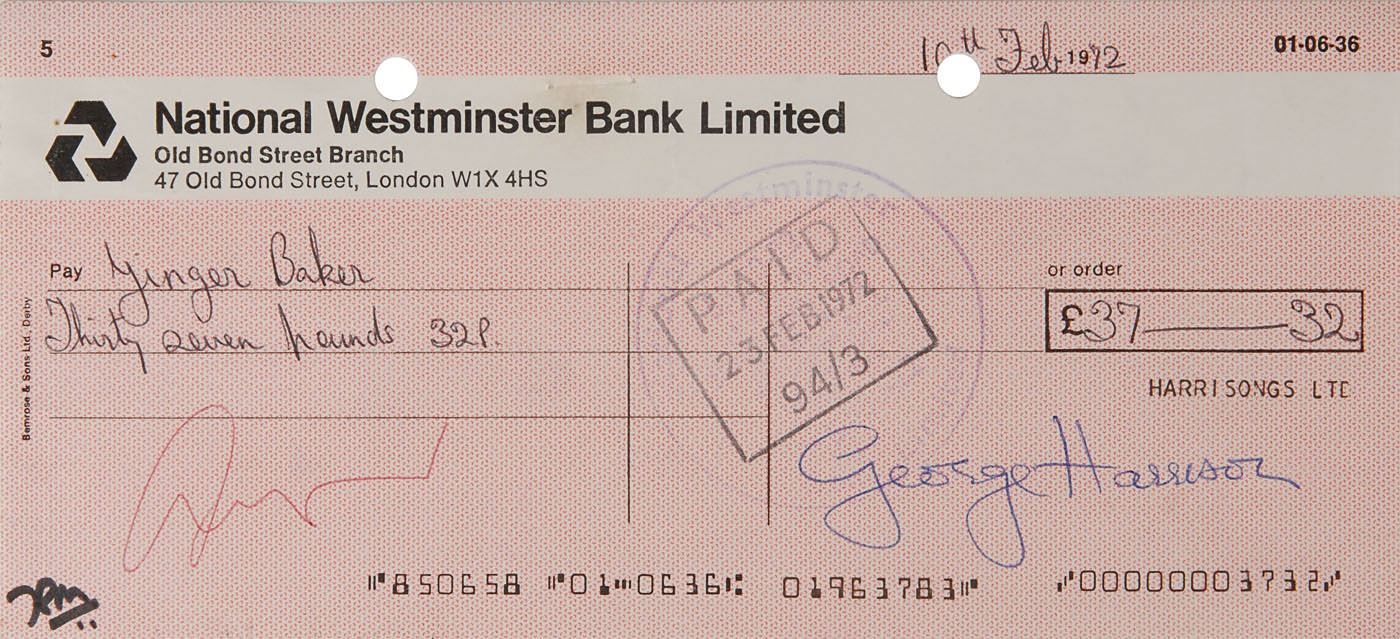 5
10th Feb 1972
01-06-36
National Westminster Bank Limited
Old Bond Street Branch
47 Old Bond Street, London W1X 4HS
Westminster
Pay Ginger Baker
or order
Thirty seven pounds 32P.
£37 — 32
PAID
23 FEB 1972
94/3
HARRISONGS LTD
Bemrose & Sons Ltd., Derby
George Harrison
850658 01 0636 01963783 0000003732